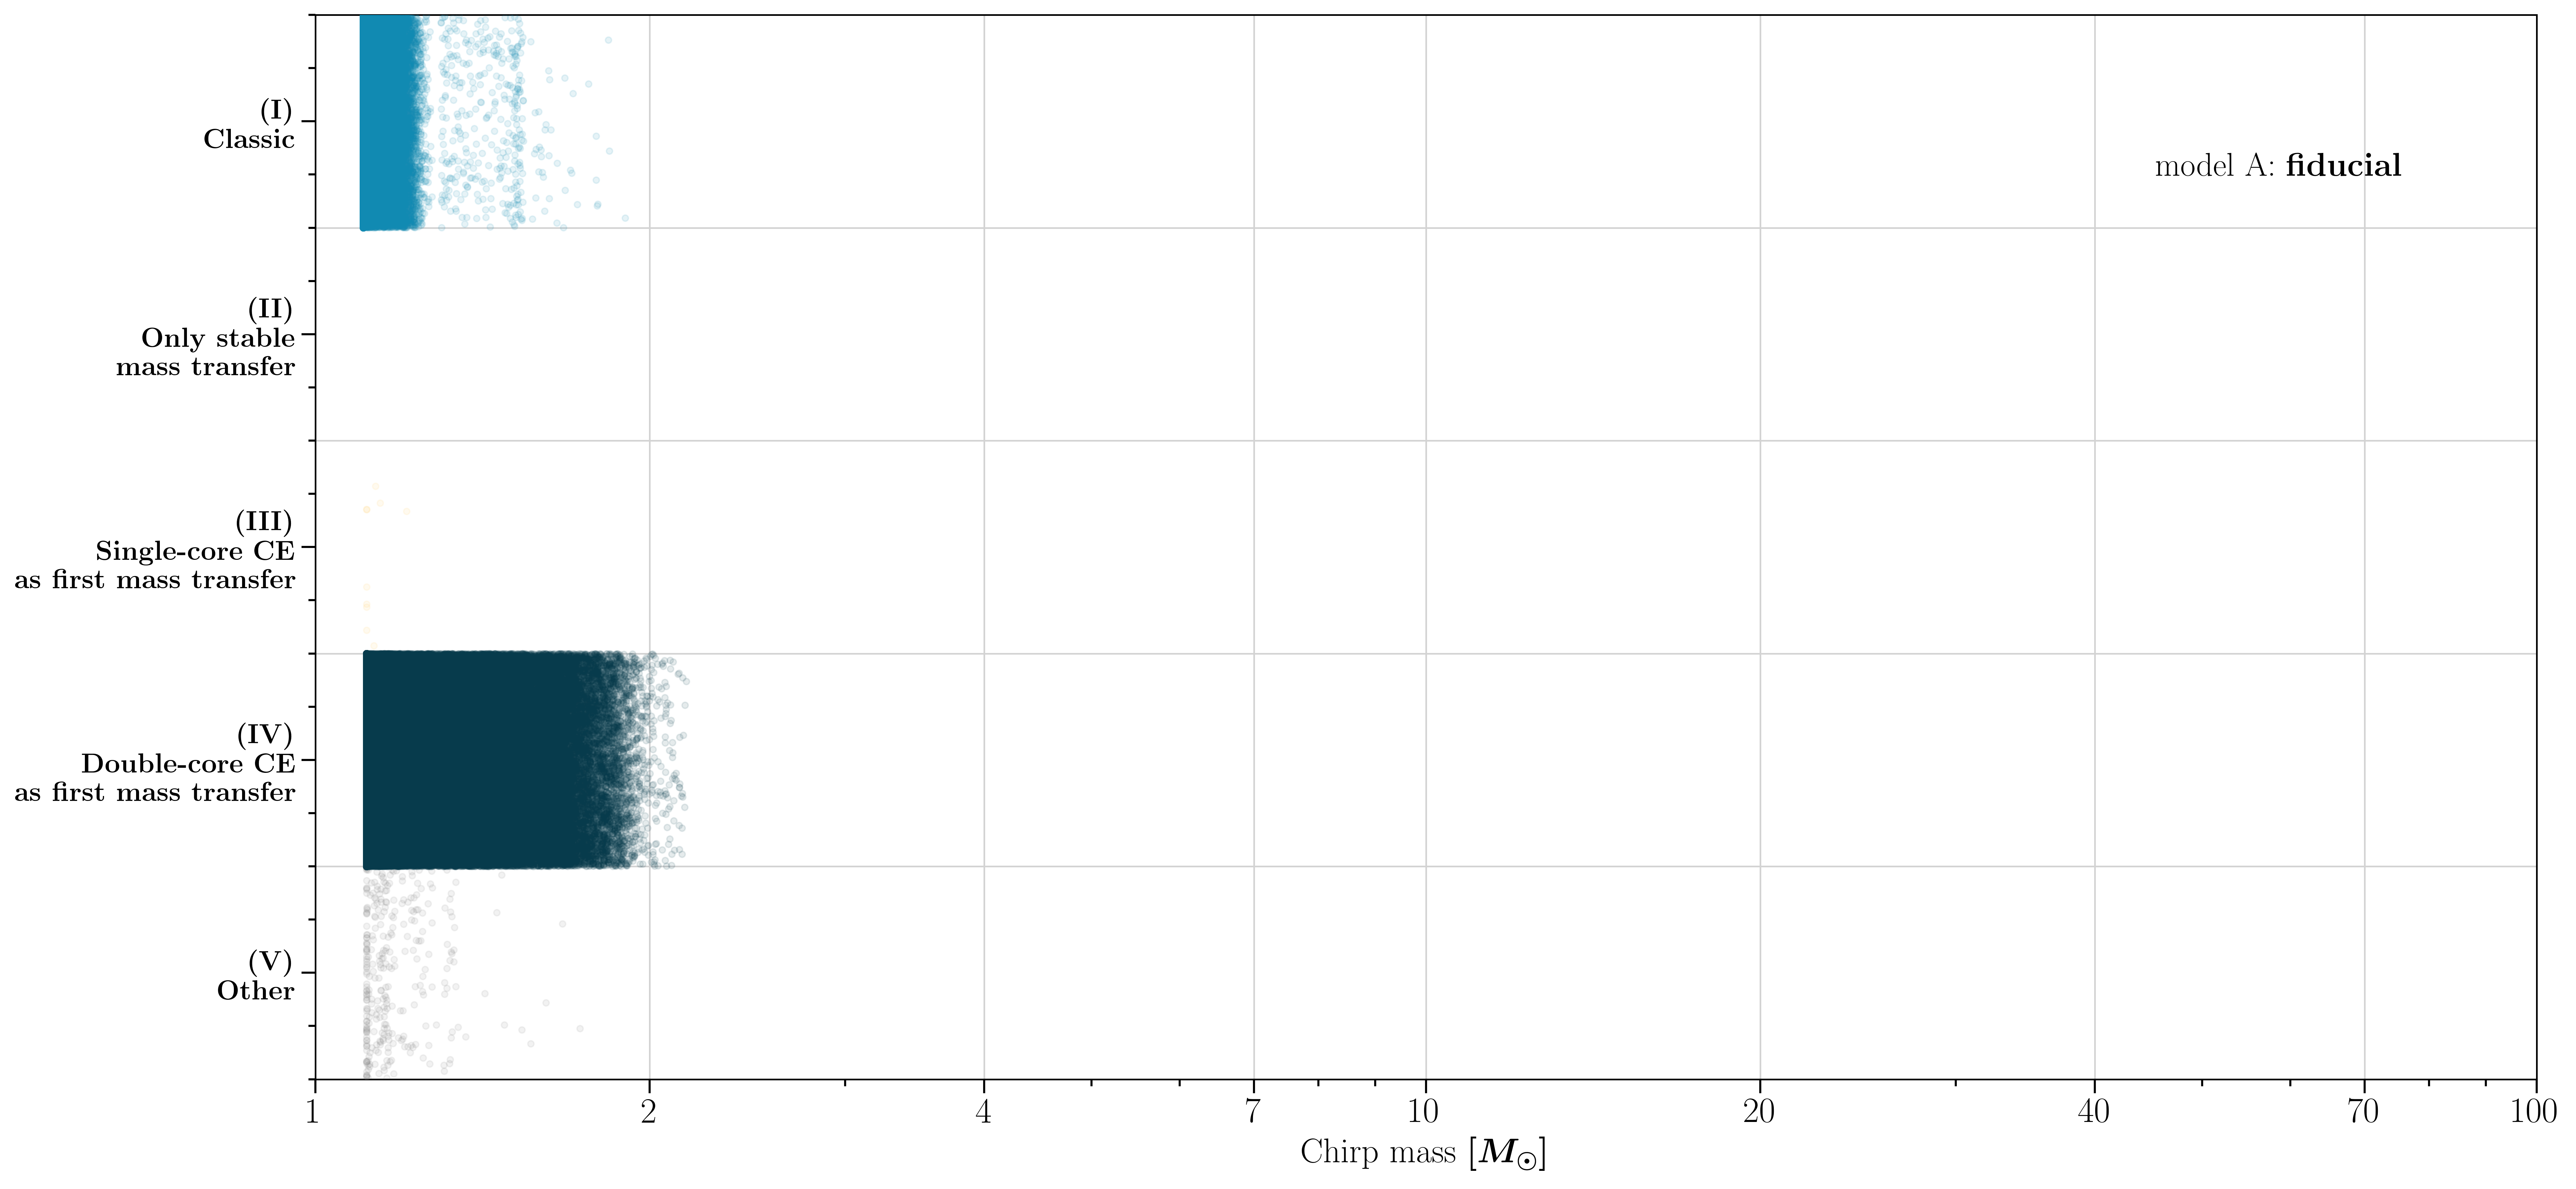 (I)
Classic
model A: fiducial
(II)
Only stable
mass transfer
(III)
Single-core CE
as first mass transfer
(IV)
Double-core CE
as first mass transfer
(V)
Other
1 2 4 7 10 20 40 70 100
Chirp mass [M☉]